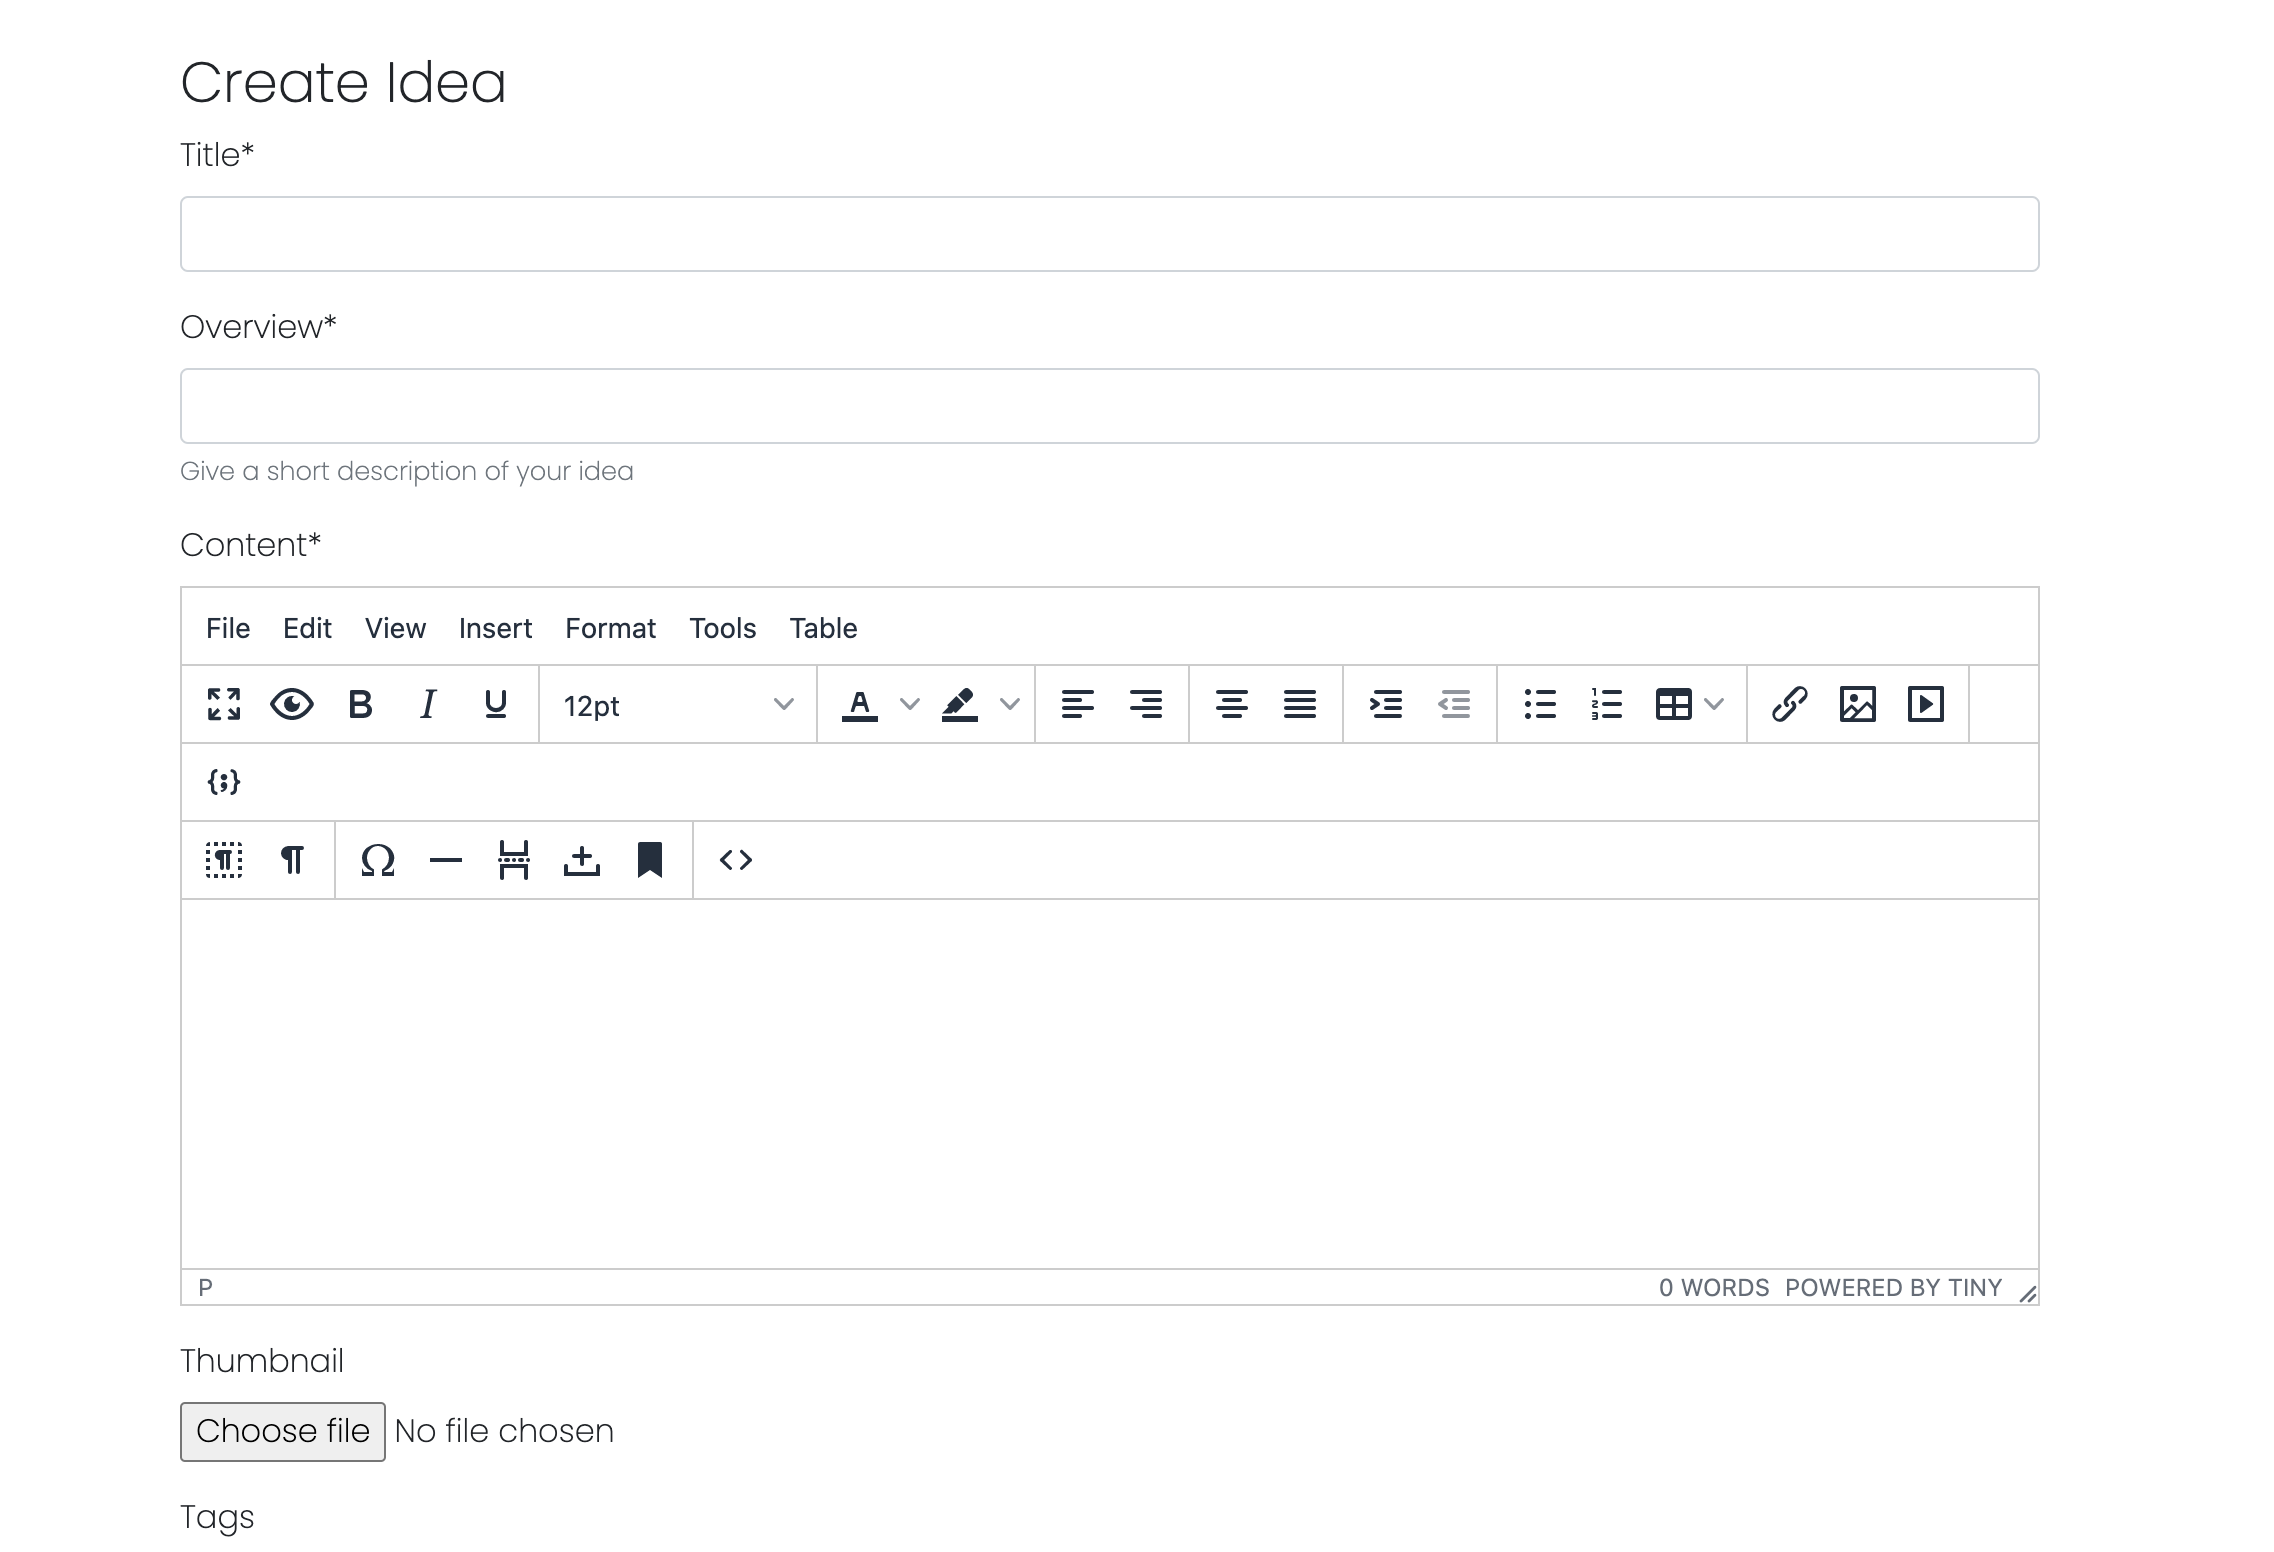 Create Idea
Title*
Overview*
Give a short description of your idea
Content*
File Edit View Insert Format Tools Table
B I U 12pt A
{;}
¶ ¶ Ω <>
P 0 WORDS POWERED BY TINY
Thumbnail
Choose file No file chosen
Tags